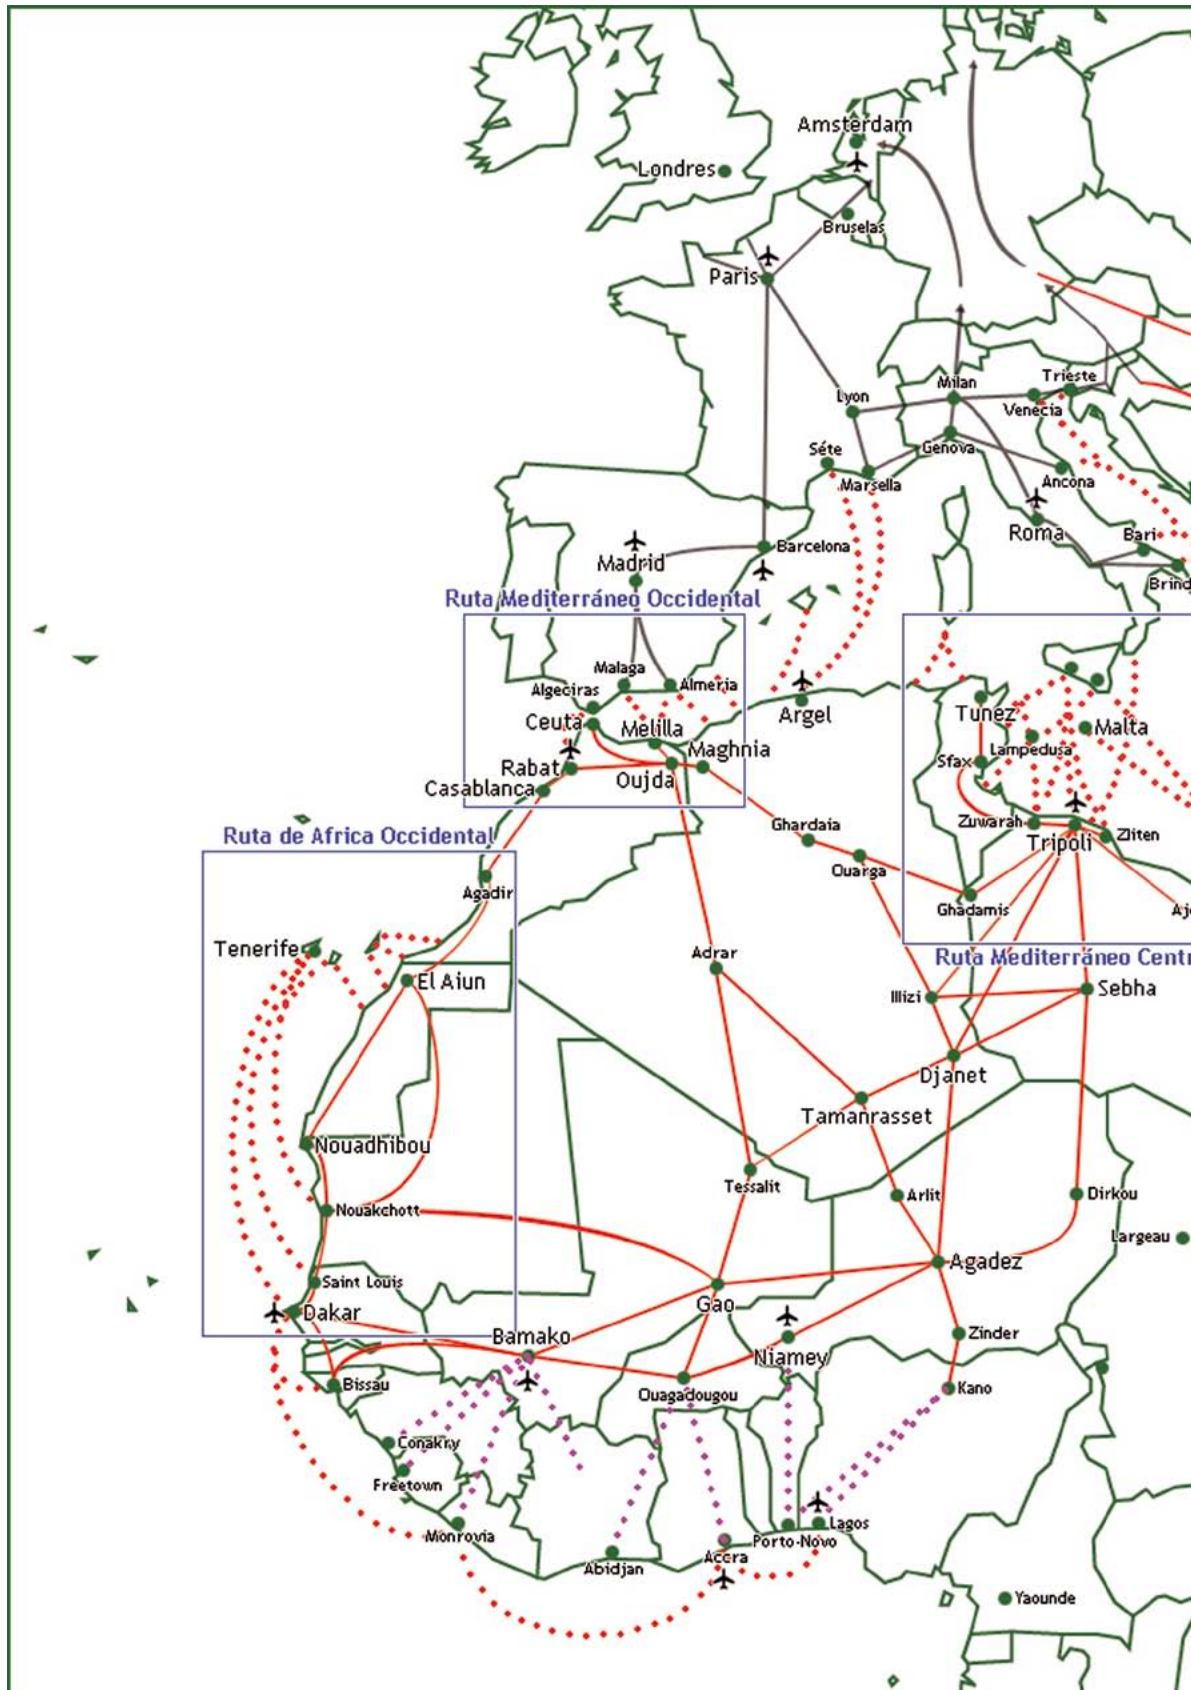 Amsterdam
Londres
Bruselas
Paris
Milan
Trieste
Lyon
Venecia
Genova
Séte
Marsella
Ancona
Roma
Bari
Barcelona
Madrid
Brind
Ruta Mediterráneo Occidental
Malaga
Algeciras
Almeria
Ceuta
Argel
Tunez
Melilla
Malta
Maghnia
Lampedusa
Rabat
Sfax
Oujda
Casablanca
Ghardaia
Zuwarah
Ruta de Africa Occidental
Tripoli
Zliten
Ouarga
Agadir
Ghadamis
Aj
Tenerife
Adrar
Ruta Mediterráneo Centr
El Aiun
Illizi
Sebha
Djanet
Tamanrasset
Nouadhibou
Tessalit
Arlit
Dirkou
Nouakchott
Largeau
Agadez
Saint Louis
Gao
Dakar
Bamako
Zinder
Niamey
Bissau
Ouagadougou
Kano
Conakry
Freetown
Monrovia
Lagos
Porto-Novo
Accra
Abidjan
Yaounde